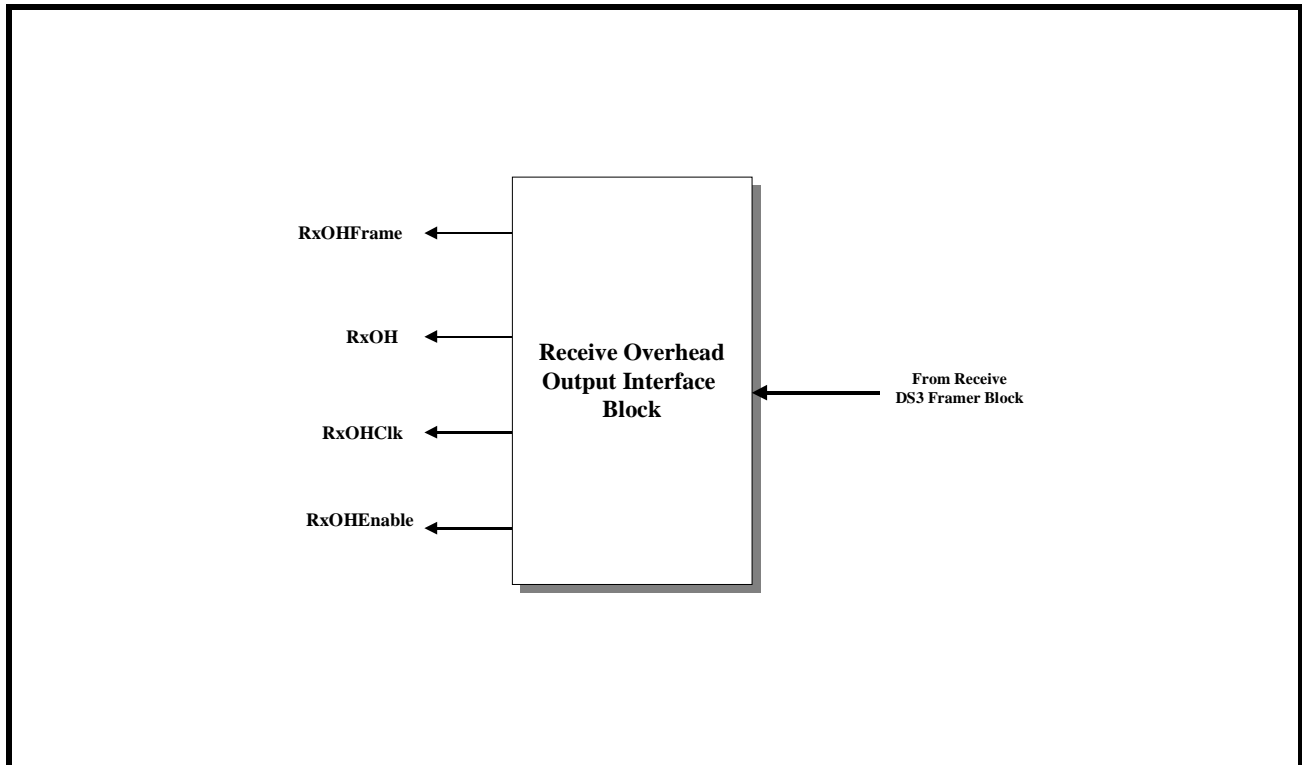 RxOHFrame
RxOH
RxOHClk
RxOHEnable
Receive Overhead
Output Interface
Block
From Receive
DS3 Framer Block